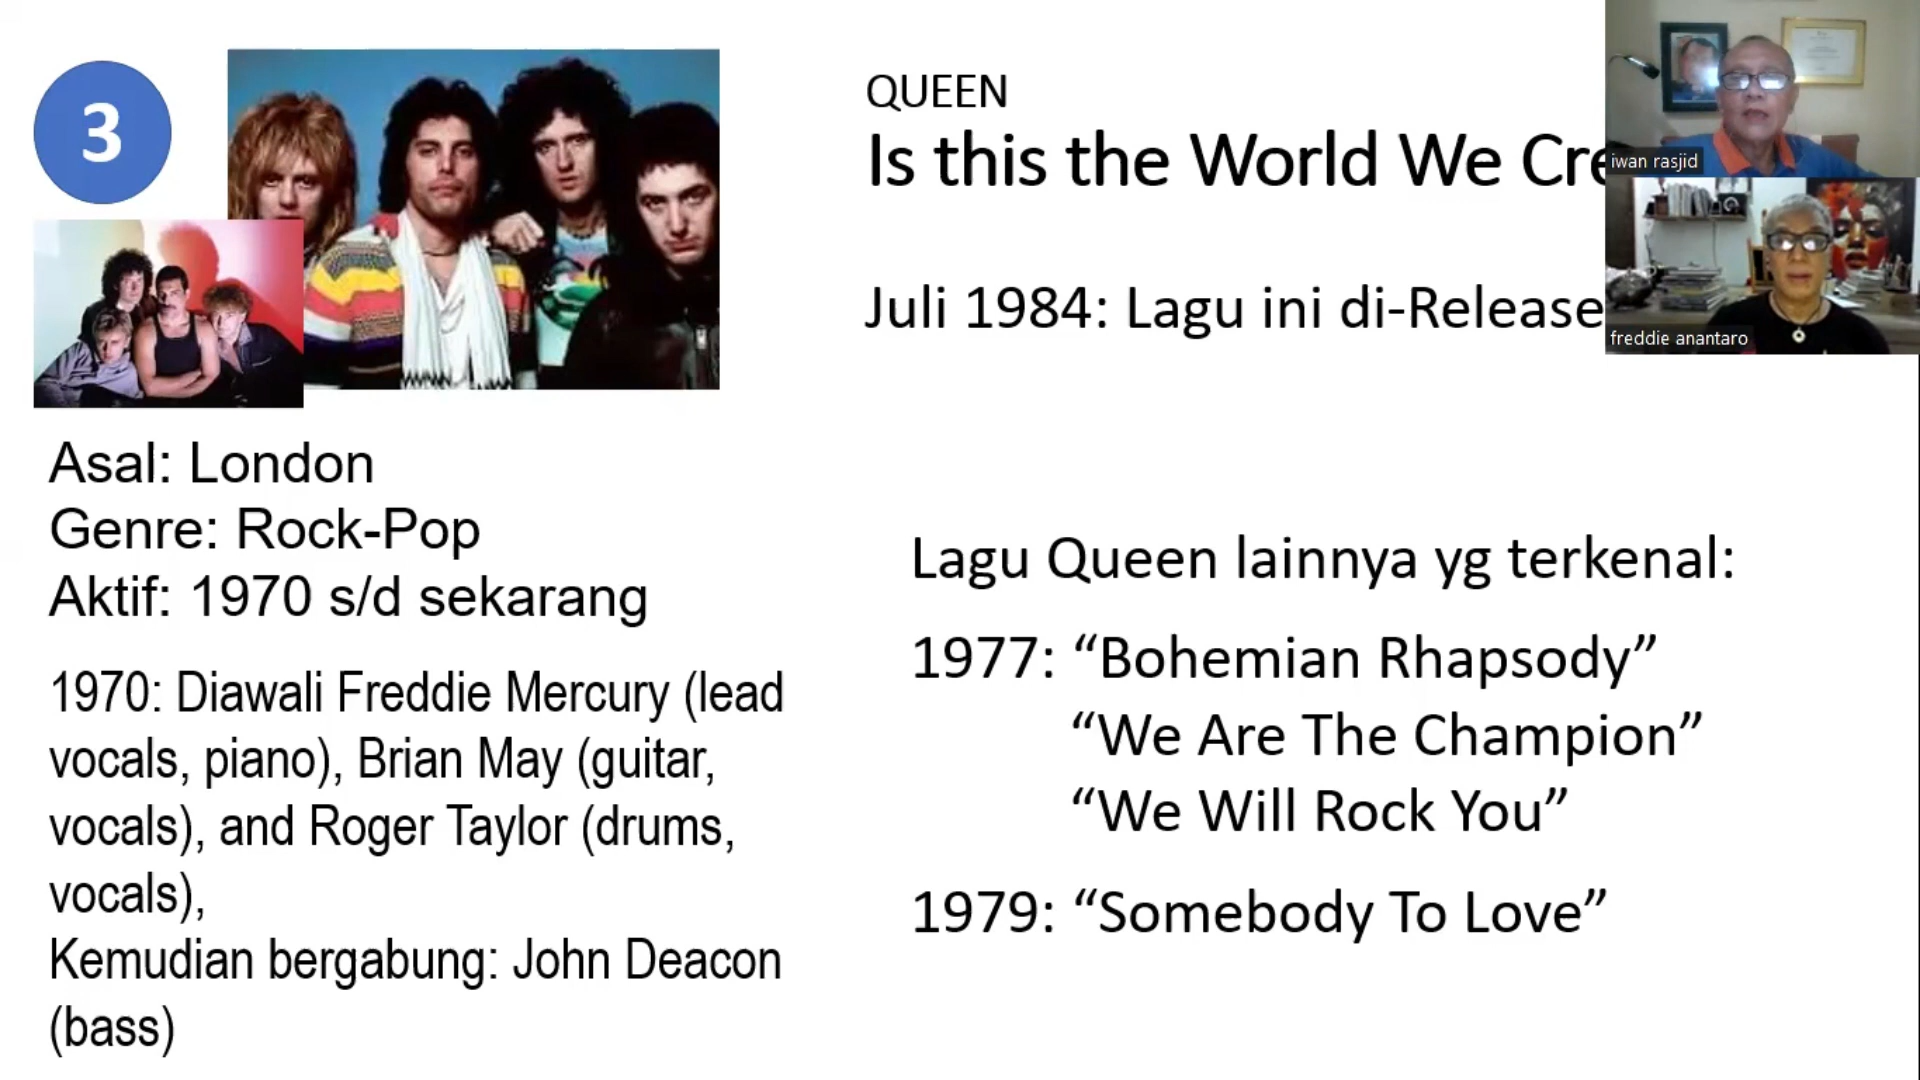 3
QUEEN
Is this the World We Cre
Juli 1984: Lagu ini di-Release
iwan rasjid
freddie anantaro
Asal: London
Genre: Rock-Pop
Aktif: 1970 s/d sekarang
1970: Diawali Freddie Mercury (lead
vocals, piano), Brian May (guitar,
vocals), and Roger Taylor (drums,
vocals),
Kemudian bergabung: John Deacon
(bass)
Lagu Queen lainnya yg terkenal:
1977: “Bohemian Rhapsody”
“We Are The Champion”
“We Will Rock You”
1979: “Somebody To Love”